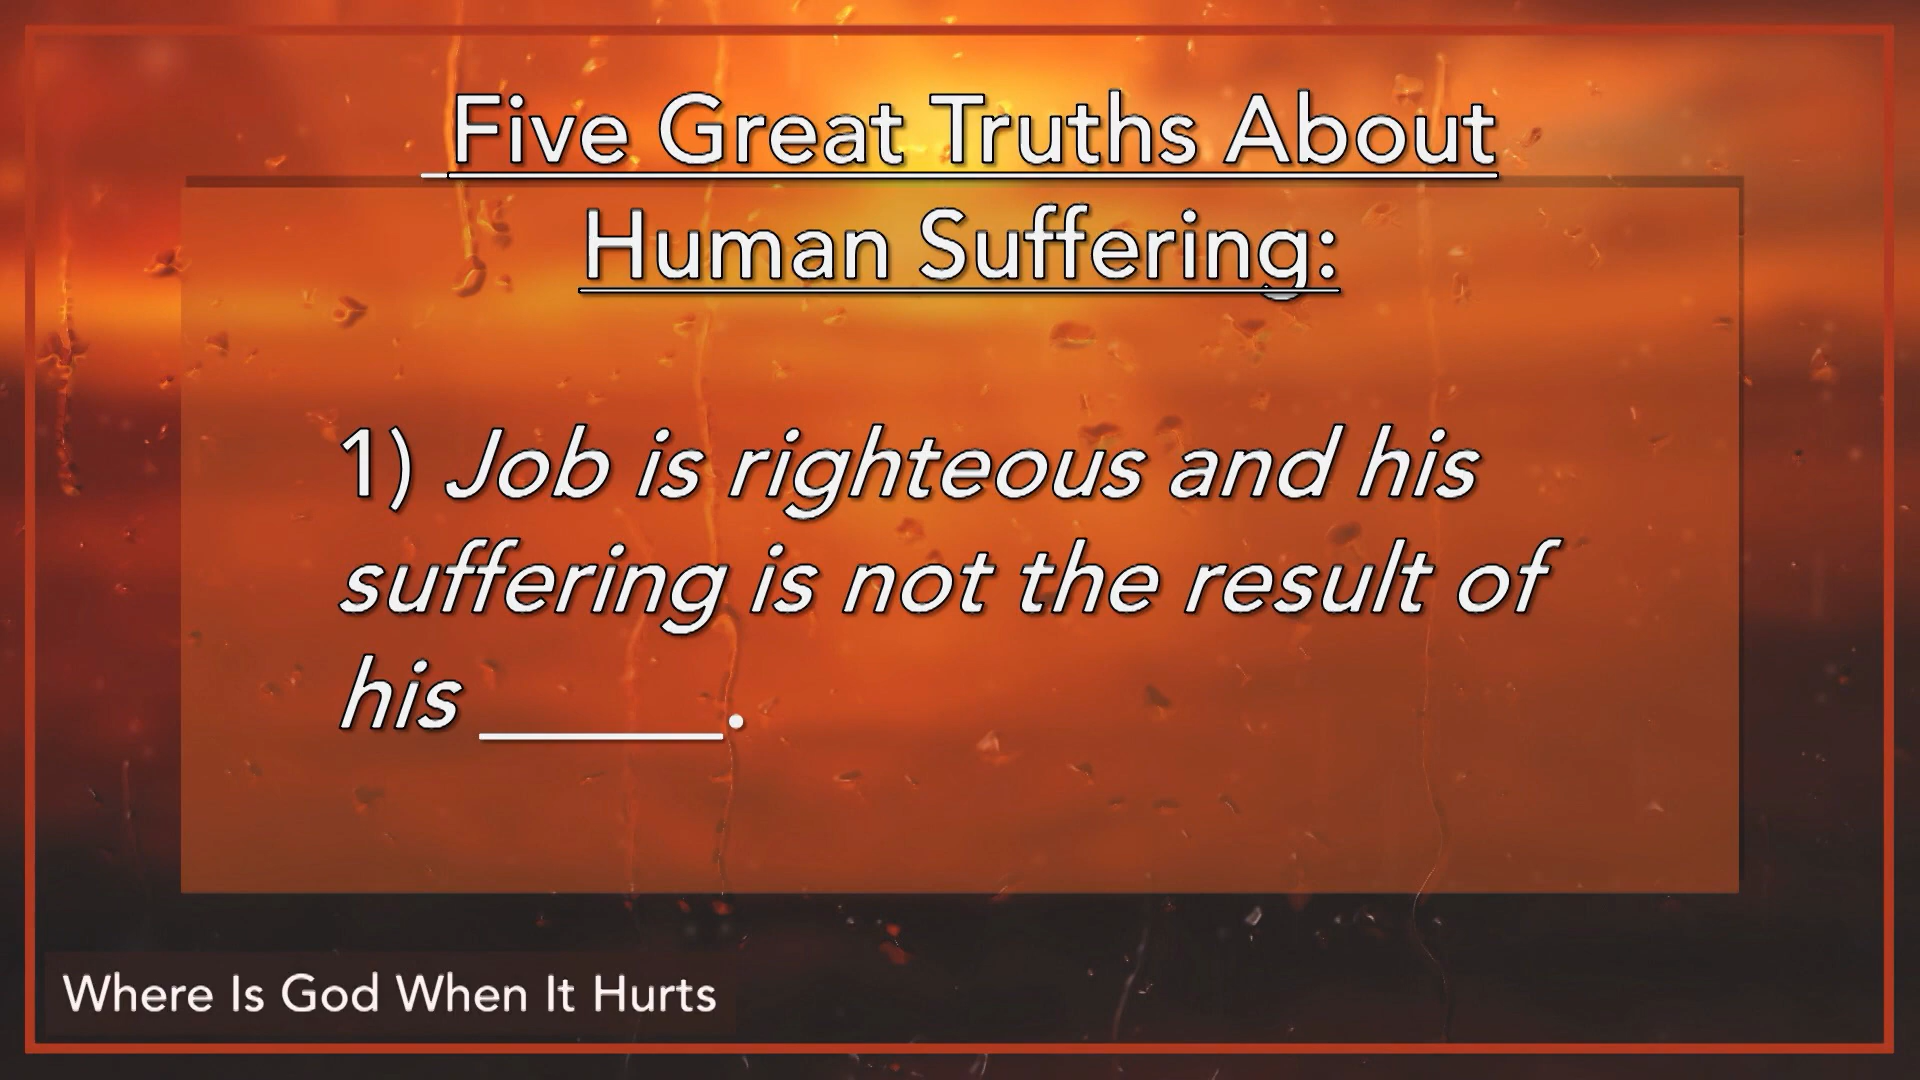 Five Great Truths About
Human Suffering:
1) Job is righteous and his
suffering is not the result of
his ______.
Where Is God When It Hurts